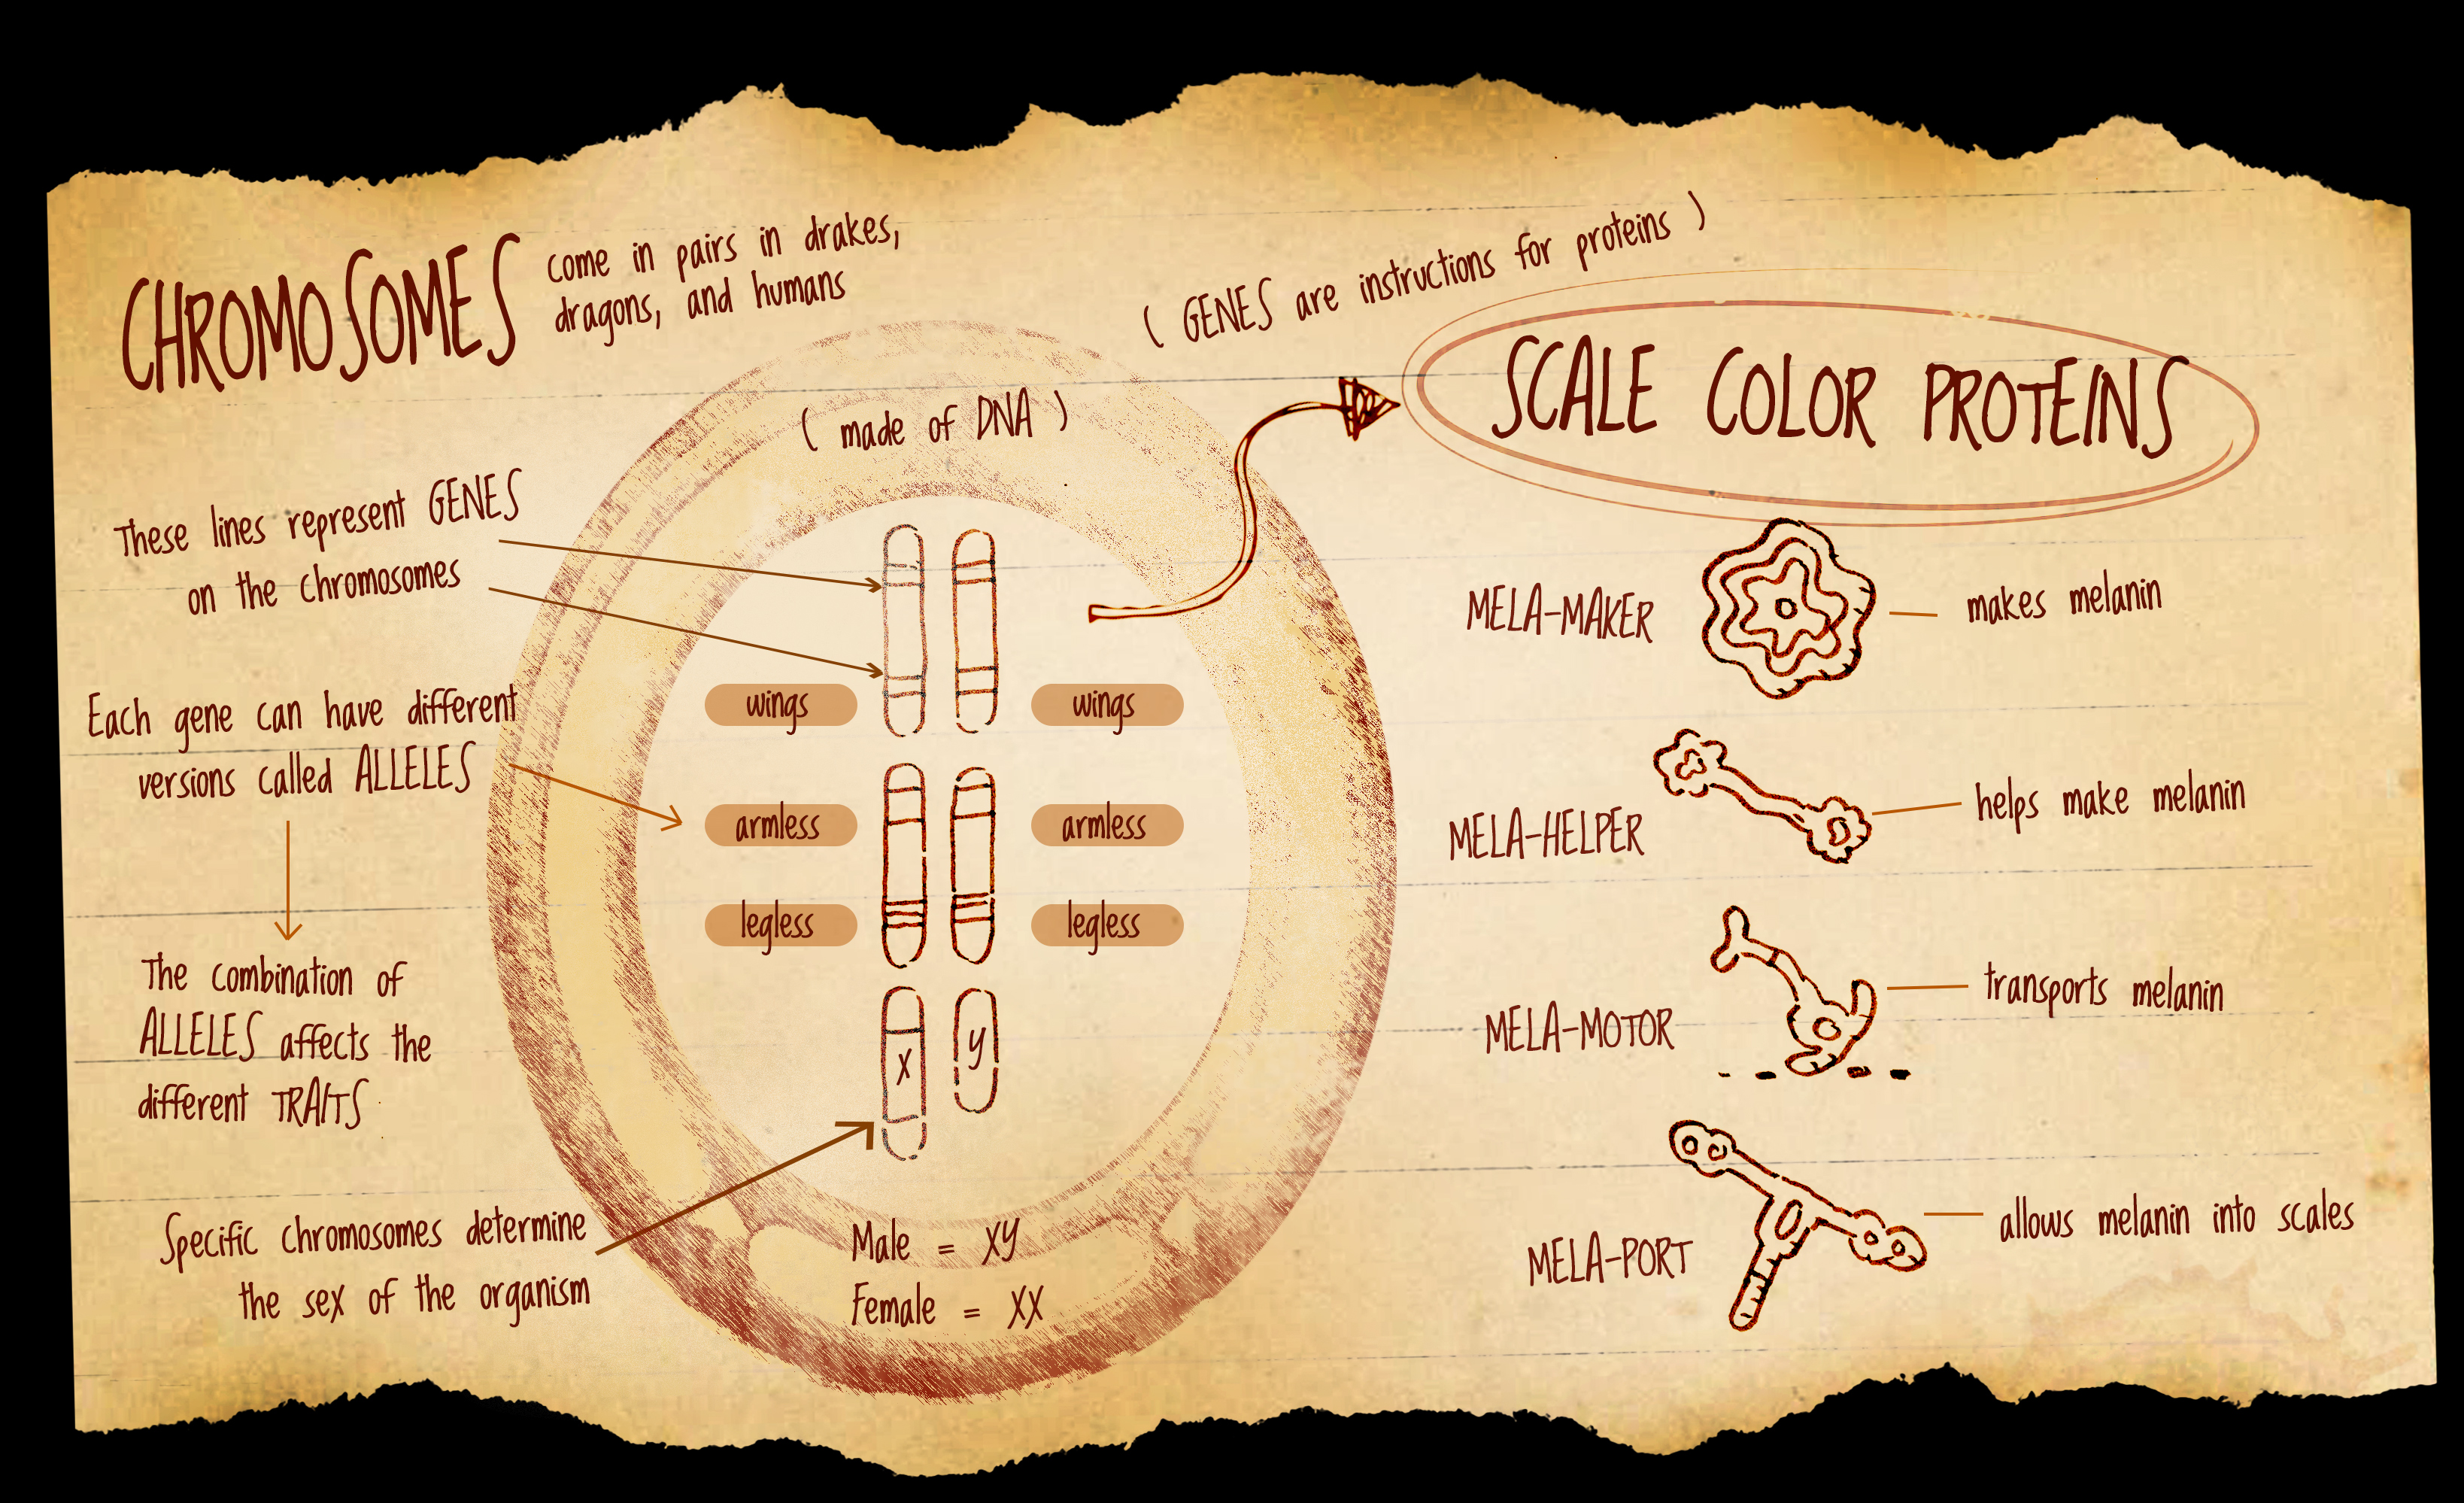 CHROMOSOMES
come in pairs in drakes,
dragons, and humans
( made of DNA )
These lines represent GENES
on the chromosomes
Each gene can have different
versions called ALLELES
The combination of
ALLELES affects the
different TRAITS
Specific chromosomes determine
the sex of the organism
wings
wings
armless
armless
legless
legless
X
y
Male = XY
Female = XX
( GENES are instructions for proteins )
SCALE COLOR PROTEINS
MELA-MAKER
makes melanin
MELA-HELPER
helps make melanin
MELA-MOTOR
transports melanin
MELA-PORT
allows melanin into scales